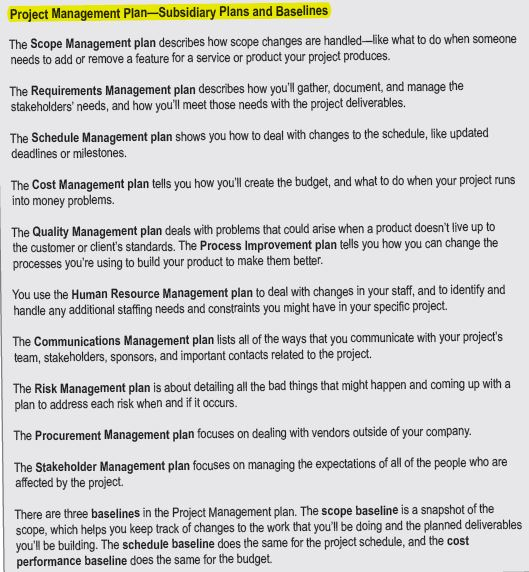 Project Management Plan—Subsidiary Plans and Baselines
The Scope Management plan describes how scope changes are handled—like what to do when someone
needs to add or remove a feature for a service or product your project produces.
The Requirements Management plan describes how you'll gather, document, and manage the
stakeholders' needs, and how you'll meet those needs with the project deliverables.
The Schedule Management plan shows you how to deal with changes to the schedule, like updated
deadlines or milestones.
The Cost Management plan tells you how you'll create the budget, and what to do when your project runs
into money problems.
The Quality Management plan deals with problems that could arise when a product doesn't live up to
the customer or client's standards. The Process Improvement plan tells you how you can change the
processes you're using to build your product to make them better.
You use the Human Resource Management plan to deal with changes in your staff, and to identify and
handle any additional staffing needs and constraints you might have in your specific project.
The Communications Management plan lists all of the ways that you communicate with your project's
team, stakeholders, sponsors, and important contacts related to the project.
The Risk Management plan is about detailing all the bad things that might happen and coming up with a
plan to address each risk when and if it occurs.
The Procurement Management plan focuses on dealing with vendors outside of your company.
The Stakeholder Management plan focuses on managing the expectations of all of the people who are
affected by the project.
There are three baselines in the Project Management plan. The scope baseline is a snapshot of the
scope, which helps you keep track of changes to the work that you'll be doing and the planned deliverables
you'll be building. The schedule baseline does the same for the project schedule, and the cost
performance baseline does the same for the budget.